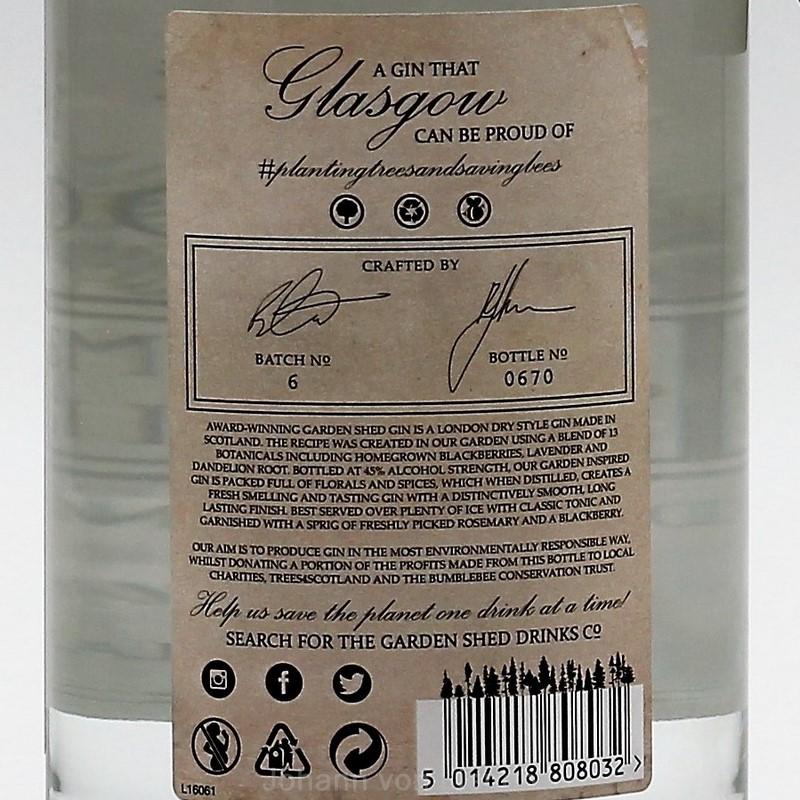 A GIN THAT
Glasgow
CAN BE PROUD OF
#plantingtreesandsavingbees
CRAFTED BY
BATCH Nº
6
BOTTLE Nº
0670
AWARD-WINNING GARDEN SHED GIN IS A LONDON DRY STYLE GIN MADE IN
SCOTLAND. THE RECIPE WAS CREATED IN OUR GARDEN USING A BLEND OF 13
BOTANICALS INCLUDING HOMEGROWN BLACKBERRIES, LAVENDER AND
DANDELION ROOT. BOTTLED AT 45% ALCOHOL STRENGTH, OUR GARDEN INSPIRED
GIN IS PACKED FULL OF FLORALS AND SPICES, WHICH WHEN DISTILLED, CREATES A
FRESH SMELLING AND TASTING GIN WITH A DISTINCTIVELY SMOOTH, LONG
LASTING FINISH. BEST SERVED OVER PLENTY OF ICE WITH CLASSIC TONIC AND
GARNISHED WITH A SPRIG OF FRESHLY PICKED ROSEMARY AND A BLACKBERRY.
OUR AIM IS TO PRODUCE GIN IN THE MOST ENVIRONMENTALLY RESPONSIBLE WAY,
WHILST DONATING A PORTION OF THE PROFITS MADE FROM THIS BOTTLE TO LOCAL
CHARITIES, TREES4SCOTLAND AND THE BUMBLEBEE CONSERVATION TRUST.
Help us save the planet one drink at a time!
SEARCH FOR THE GARDEN SHED DRINKS Cº
5 014218 808032 >
L16061
Johann